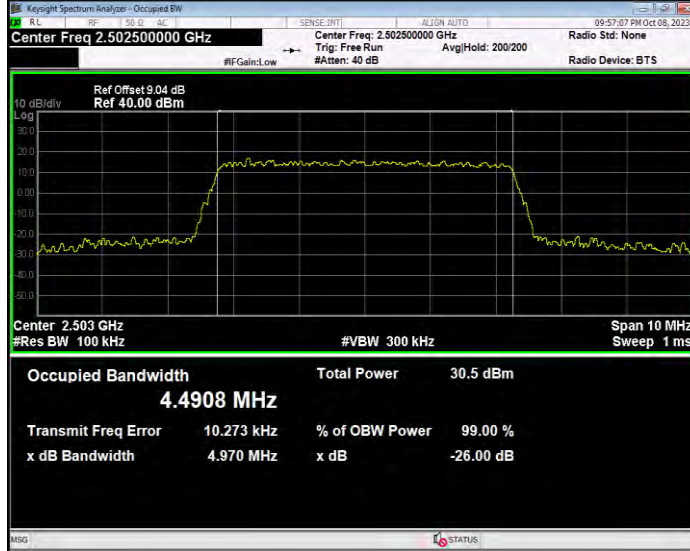 Keysight Spectrum Analyzer - Occupied BW
RL RF 50 Ω AC SENSE:INT ALIGN AUTO 09:57:07 PM Oct 08, 2023
Center Freq 2.502500000 GHz
Center Freq: 2.502500000 GHz
Radio Std: None
Trig: Free Run Avg|Hold: 200/200
#IFGain:Low #Atten: 40 dB Radio Device: BTS
Ref Offset 9.04 dB
10 dB/div Ref 40.00 dBm
Log
30.0
20.0
10.0
0.00
-10.0
-20.0
-30.0
-40.0
-50.0
Center 2.503 GHz Span 10 MHz
#Res BW 100 kHz #VBW 300 kHz Sweep 1 ms
Occupied Bandwidth Total Power 30.5 dBm
4.4908 MHz
Transmit Freq Error 10.273 kHz % of OBW Power 99.00 %
x dB Bandwidth 4.970 MHz x dB -26.00 dB
MSG STATUS